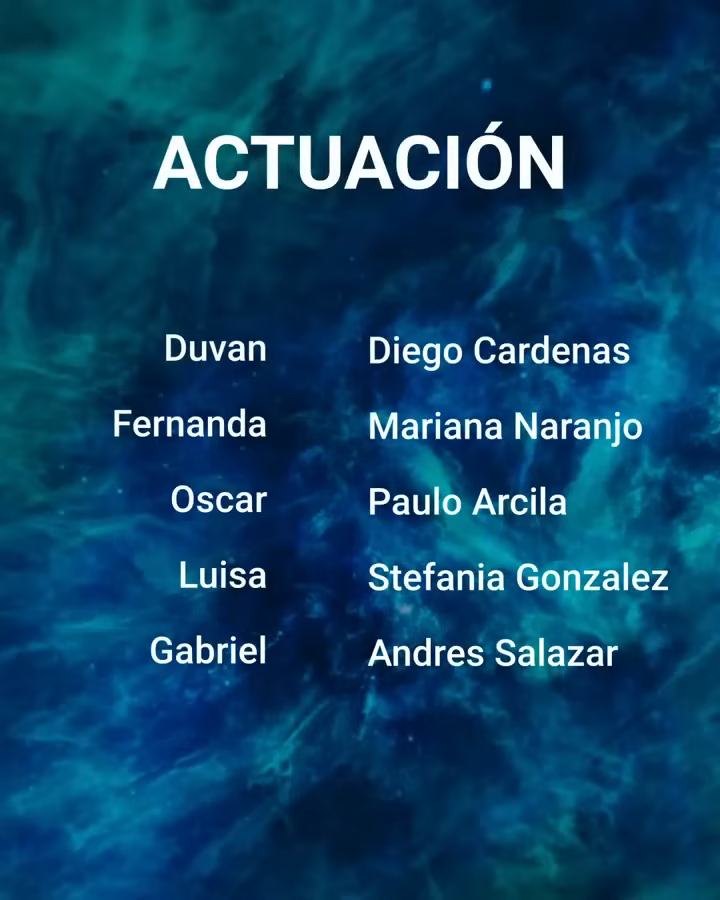 ACTUACIÓN
Duvan Diego Cardenas
Fernanda Mariana Naranjo
Oscar Paulo Arcila
Luisa Stefania Gonzalez
Gabriel Andres Salazar